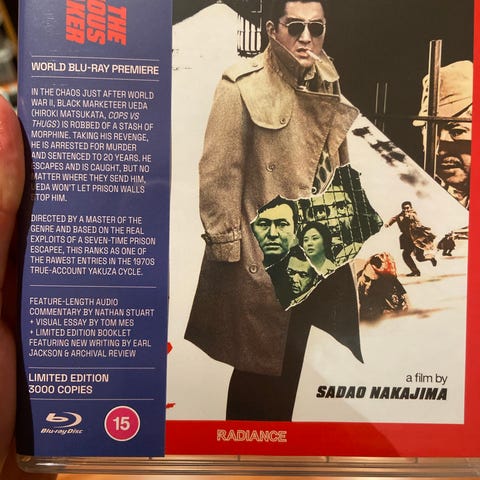 THE
OUS
KER
WORLD BLU-RAY PREMIERE
IN THE CHAOS JUST AFTER WORLD
WAR II, BLACK MARKETEER UEDA
(HIROKI MATSUKATA, COPS VS
THUGS) IS ROBBED OF A STASH OF
MORPHINE. TAKING HIS REVENGE,
HE IS ARRESTED FOR MURDER
AND SENTENCED TO 20 YEARS. HE
ESCAPES AND IS CAUGHT, BUT NO
MATTER WHERE THEY SEND HIM,
UEDA WON'T LET PRISON WALLS
STOP HIM.
DIRECTED BY A MASTER OF THE
GENRE AND BASED ON THE REAL
EXPLOITS OF A SEVEN-TIME PRISON
ESCAPEE, THIS RANKS AS ONE OF
THE RAWEST ENTRIES IN THE 1970S
TRUE-ACCOUNT YAKUZA CYCLE.
FEATURE-LENGTH AUDIO
COMMENTARY BY NATHAN STUART
+ VISUAL ESSAY BY TOM MES
+ LIMITED EDITION BOOKLET
FEATURING NEW WRITING BY EARL
JACKSON & ARCHIVAL REVIEW
LIMITED EDITION
3000 COPIES
Blu-ray Disc
15
a film by
SADAO NAKAJIMA
RADIANCE